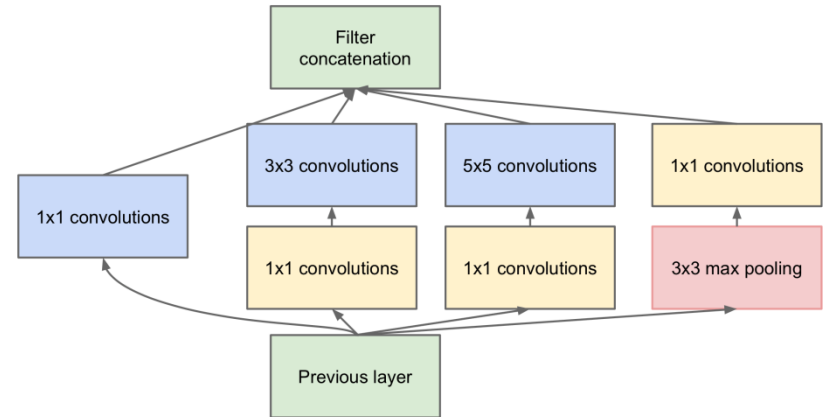 Filter
concatenation
3x3 convolutions
5x5 convolutions
1x1 convolutions
1x1 convolutions
1x1 convolutions
1x1 convolutions
3x3 max pooling
Previous layer